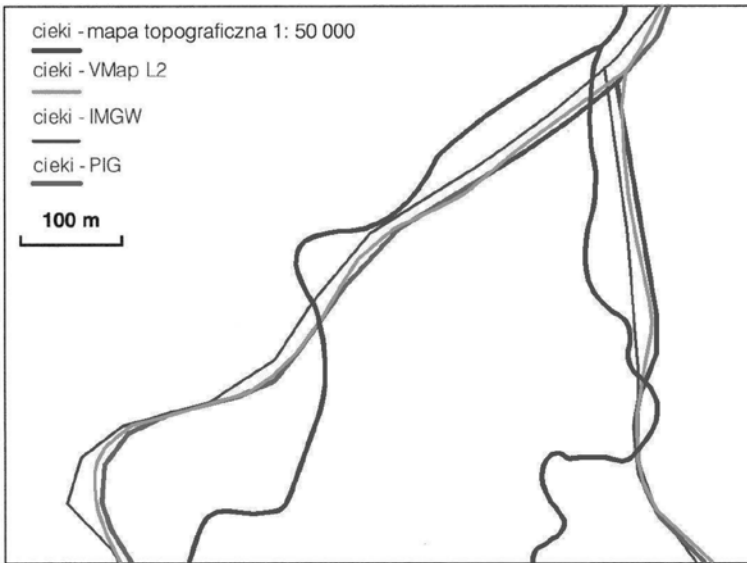 cieki - mapa topograficzna 1: 50 000
cieki - VMap L2
cieki - IMGW
cieki - PIG
100 m